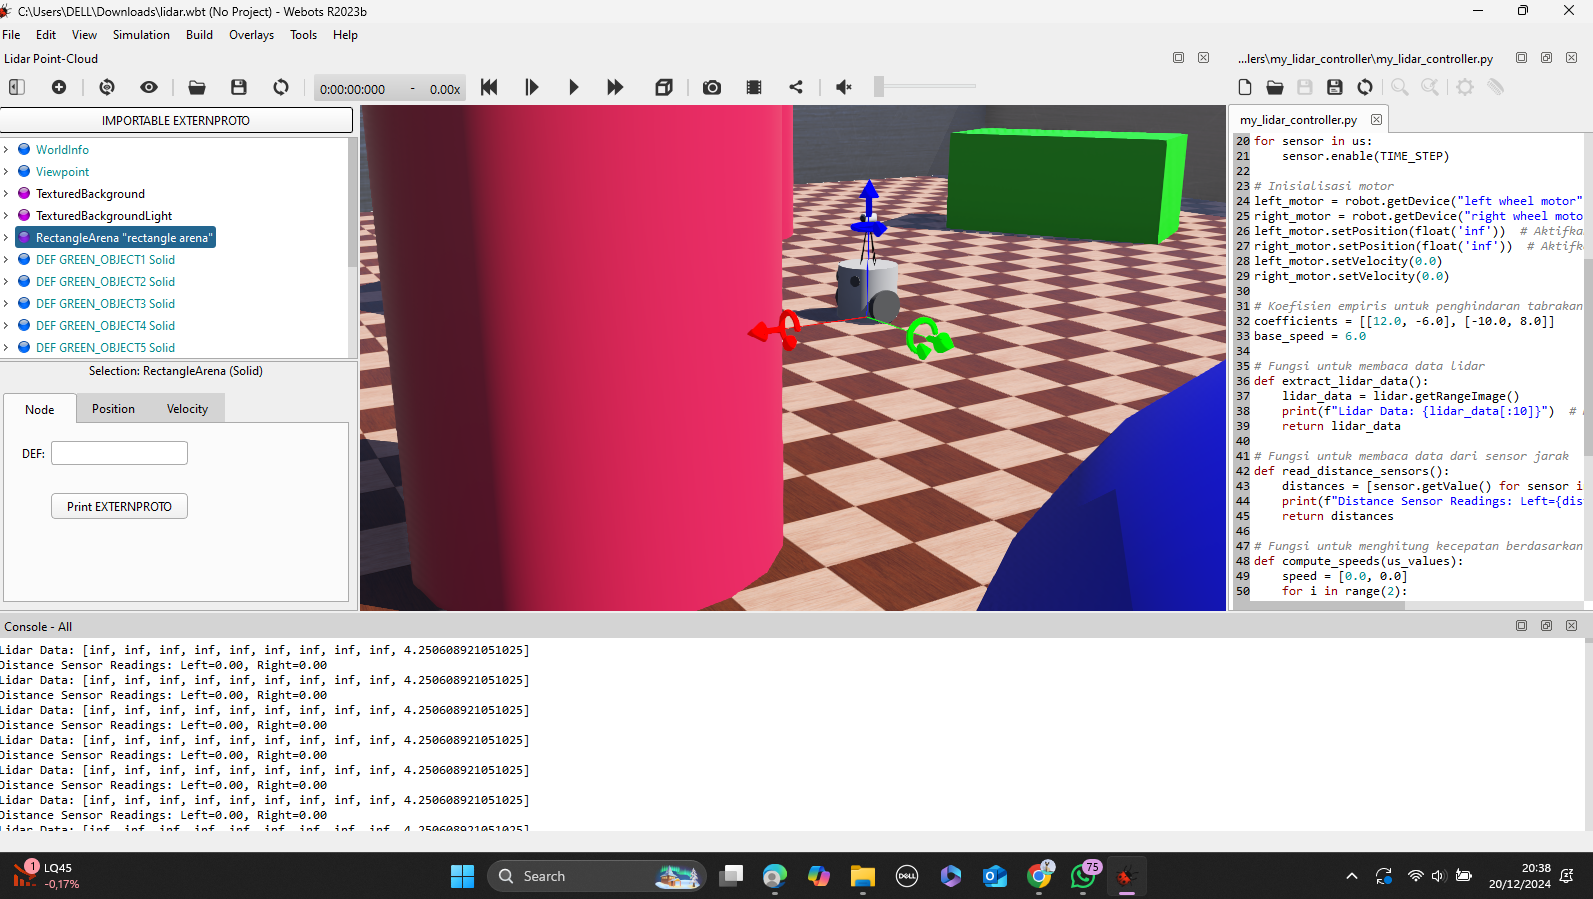 C:\Users\DELL\Downloads\lidar.wbt (No Project) - Webots R2023b
File Edit View Simulation Build Overlays Tools Help
Lidar Point-Cloud
...lers\my_lidar_controller\my_lidar_controller.py
0:00:00:000 - 0.00x
IMPORTABLE EXTERNPROTO
WorldInfo
Viewpoint
TexturedBackground
TexturedBackgroundLight
RectangleArena "rectangle arena"
DEF GREEN_OBJECT1 Solid
DEF GREEN_OBJECT2 Solid
DEF GREEN_OBJECT3 Solid
DEF GREEN_OBJECT4 Solid
DEF GREEN_OBJECT5 Solid
Selection: RectangleArena (Solid)
Node Position Velocity
DEF:
Print EXTERNPROTO
my_lidar_controller.py
20 for sensor in us:
21 sensor.enable(TIME_STEP)
22
23 # Inisialisasi motor
24 left_motor = robot.getDevice("left wheel motor"
25 right_motor = robot.getDevice("right wheel moto
26 left_motor.setPosition(float('inf')) # Aktifka
27 right_motor.setPosition(float('inf')) # Aktifk
28 left_motor.setVelocity(0.0)
29 right_motor.setVelocity(0.0)
30
31 # Koefisien empiris untuk penghindaran tabrakan
32 coefficients = [[12.0, -6.0], [-10.0, 8.0]]
33 base_speed = 6.0
34
35 # Fungsi untuk membaca data lidar
36 def extract_lidar_data():
37 lidar_data = lidar.getRangeImage()
38 print(f"Lidar Data: {lidar_data[:10]}") #
39 return lidar_data
40
41 # Fungsi untuk membaca data dari sensor jarak
42 def read_distance_sensors():
43 distances = [sensor.getValue() for sensor i
44 print(f"Distance Sensor Readings: Left={dis
45 return distances
46
47 # Fungsi untuk menghitung kecepatan berdasarkan
48 def compute_speeds(us_values):
49 speed = [0.0, 0.0]
50 for i in range(2):
Console - All
Lidar Data: [inf, inf, inf, inf, inf, inf, inf, inf, inf, 4.250608921051025]
Distance Sensor Readings: Left=0.00, Right=0.00
Lidar Data: [inf, inf, inf, inf, inf, inf, inf, inf, inf, 4.250608921051025]
Distance Sensor Readings: Left=0.00, Right=0.00
Lidar Data: [inf, inf, inf, inf, inf, inf, inf, inf, inf, 4.250608921051025]
Distance Sensor Readings: Left=0.00, Right=0.00
Lidar Data: [inf, inf, inf, inf, inf, inf, inf, inf, inf, 4.250608921051025]
Distance Sensor Readings: Left=0.00, Right=0.00
Lidar Data: [inf, inf, inf, inf, inf, inf, inf, inf, inf, 4.250608921051025]
Distance Sensor Readings: Left=0.00, Right=0.00
Lidar Data: [inf, inf, inf, inf, inf, inf, inf, inf, inf, 4.250608921051025]
Distance Sensor Readings: Left=0.00, Right=0.00
Lidar Data: [inf, inf, inf, inf, inf, inf, inf, inf, inf, 4.250608921051025]
1
LQ45
-0,17%
Search
DELL
75
20:38
20/12/2024